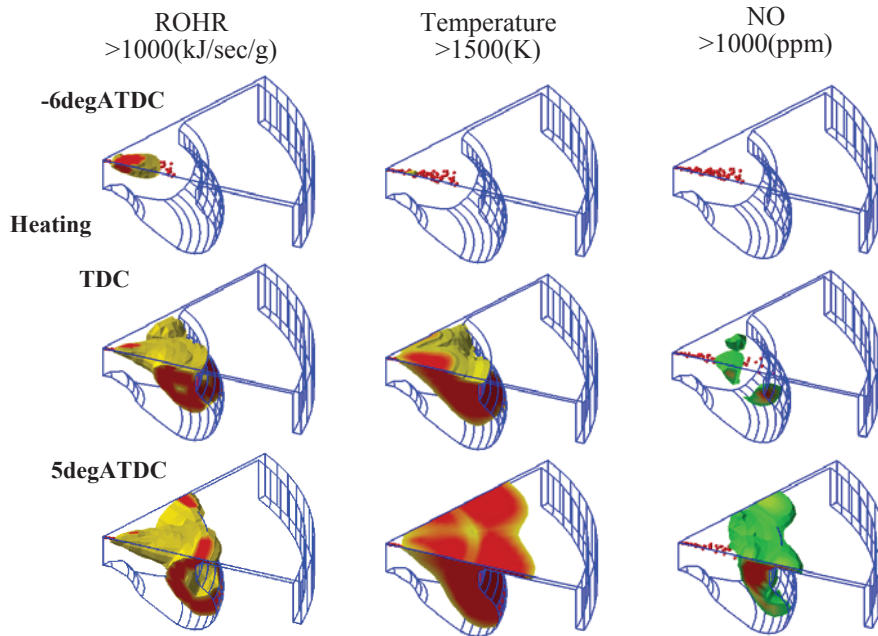 ROHR
>1000(kJ/sec/g)
Temperature
>1500(K)
NO
>1000(ppm)
-6degATDC
Heating
TDC
5degATDC